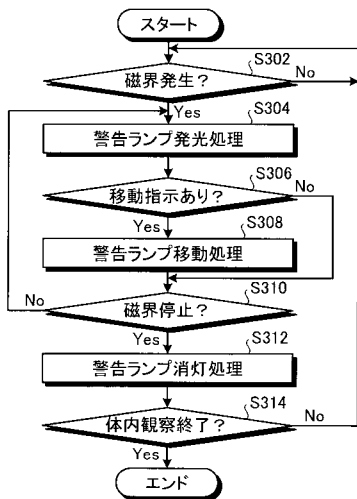 スタート
S302
磁界発生?
No
Yes
S304
警告ランプ発光処理
S306
移動指示あり?
No
Yes
S308
警告ランプ移動処理
S310
磁界停止?
No
Yes
S312
警告ランプ消灯処理
S314
体内観察終了?
No
Yes
エンド